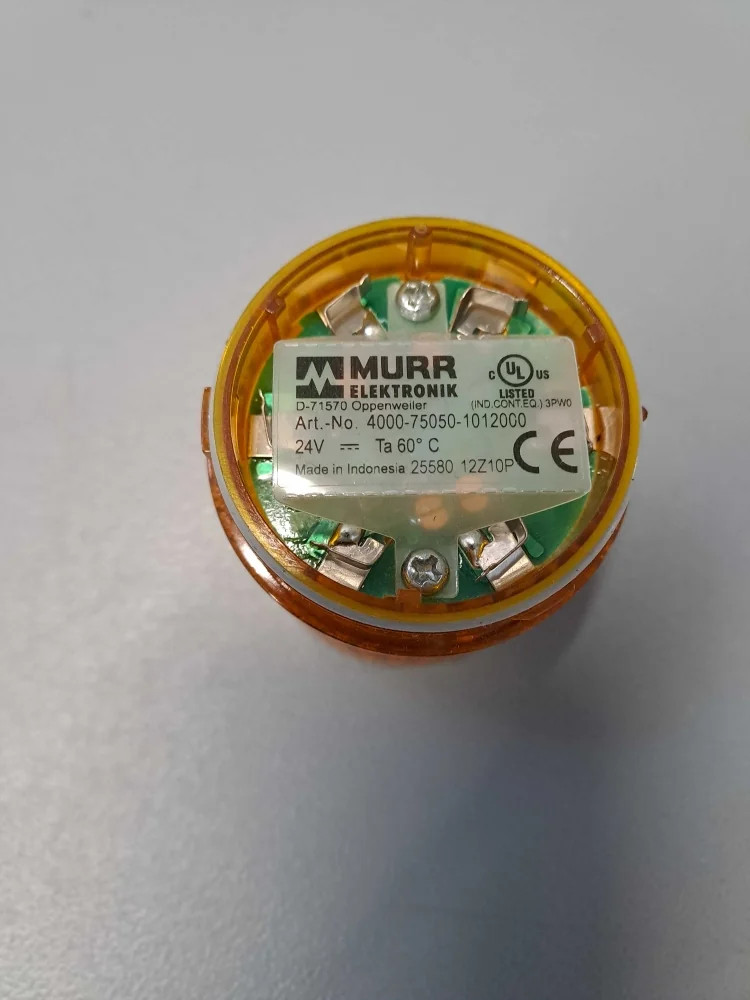 MURR
ELEKTRONIK
D-71570 Oppenweiler
C UL US
LISTED
(IND.CONT.EQ.) 3PW0
Art.-No. 4000-75050-1012000
24V ⎓ Ta 60° C
Made in Indonesia 25580 12Z10P
CE